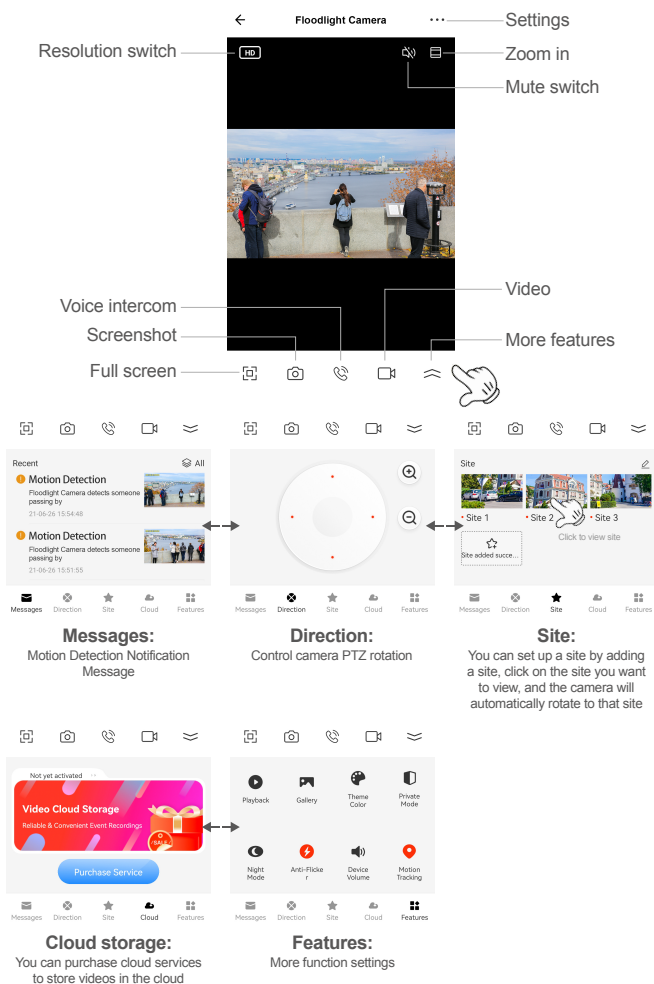 Floodlight Camera
Settings
Resolution switch
HD
Zoom in
Mute switch
Video
Voice intercom
Screenshot
More features
Full screen
Recent
All
Motion Detection
Floodlight Camera detects someone
passing by
21-06-26 15:54:48
Motion Detection
Floodlight Camera detects someone
passing by
21-06-26 15:51:55
Messages Direction Site Cloud Features
Messages:
Motion Detection Notification
Message
Messages Direction Site Cloud Features
Direction:
Control camera PTZ rotation
Site
Site 1 Site 2 Site 3
Click to view site
Site added succe...
Messages Direction Site Cloud Features
Site:
You can set up a site by adding
a site, click on the site you want
to view, and the camera will
automatically rotate to that site
Not yet activated
Video Cloud Storage
Reliable & Convenient Event Recordings
SALE
Purchase Service
Messages Direction Site Cloud Features
Cloud storage:
You can purchase cloud services
to store videos in the cloud
Playback Gallery Theme Private
Color Mode
Night Anti-Flicke Device Motion
Mode r Volume Tracking
Messages Direction Site Cloud Features
Features:
More function settings